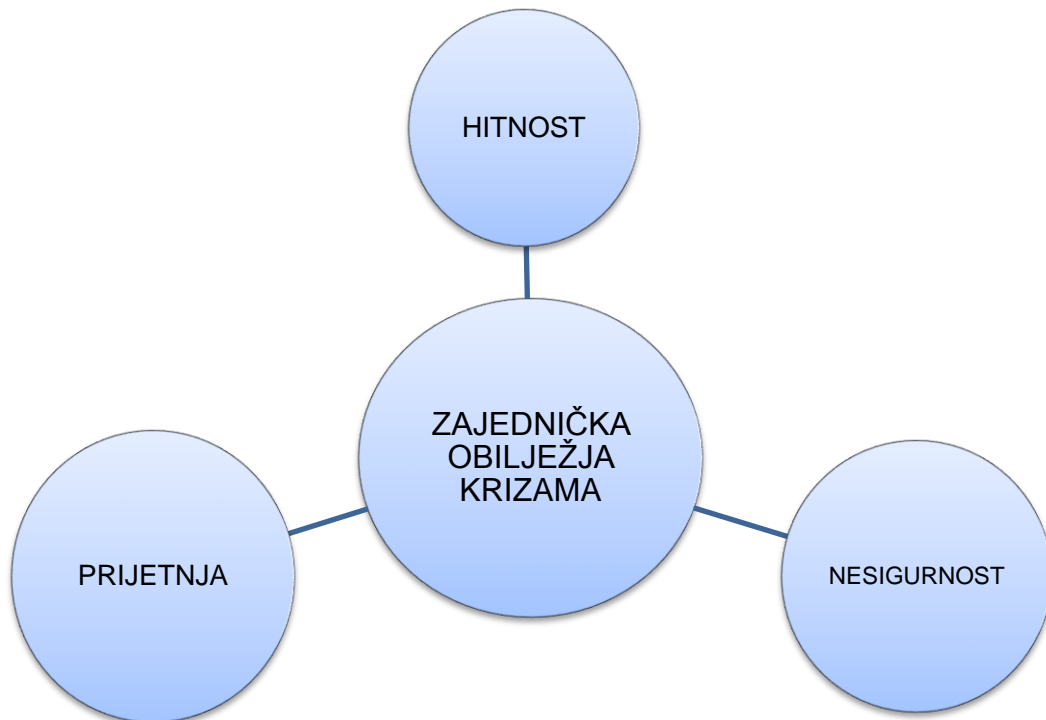 HITNOST
ZAJEDNIČKA
OBILJEŽJA
KRIZAMA
PRIJETNJA
NESIGURNOST